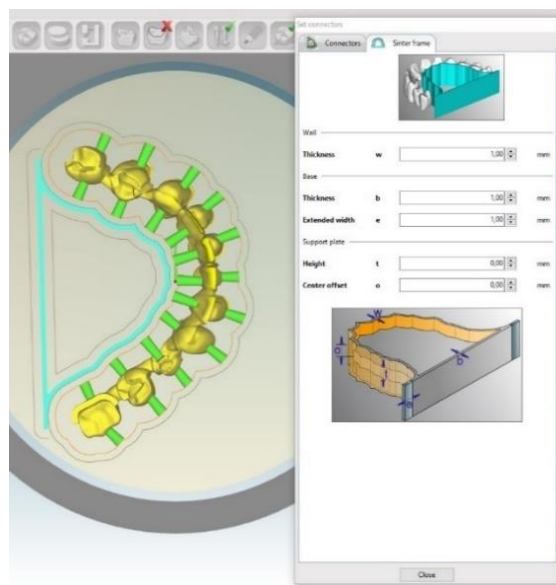 Set connectors
Connectors
Sinter frame
Wall
Thickness w 1,00 mm
Base
Thickness b 1,00 mm
Extended width e 1,00 mm
Support plate
Height t 0,00 mm
Center offset o 0,00 mm
w
o
t
b
e
Close